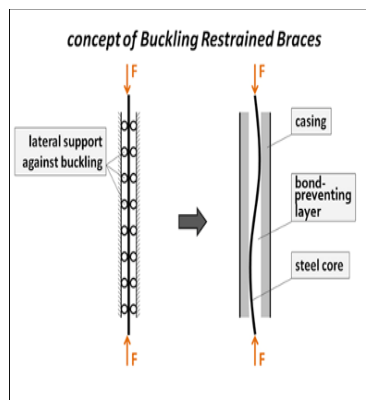 concept of Buckling Restrained Braces
F
F
lateral support
against buckling
casing
bond-
preventing
layer
steel core
F
F